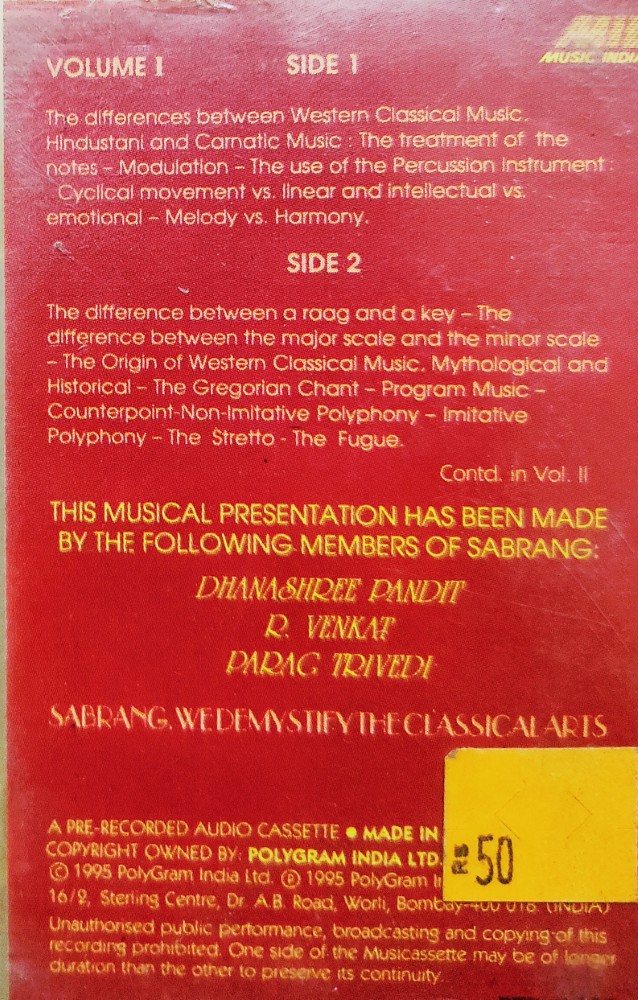 VOLUME I SIDE 1
MUSIC INDIA
The differences between Western Classical Music.
Hindustani and Carnatic Music : The treatment of the
notes – Modulation – The use of the Percussion Instrument :
Cyclical movement vs. linear and intellectual vs.
emotional – Melody vs. Harmony.
SIDE 2
The difference between a raag and a key – The
difference between the major scale and the minor scale
– The Origin of Western Classical Music. Mythological and
Historical – The Gregorian Chant – Program Music –
Counterpoint-Non-Imitative Polyphony – Imitative
Polyphony – The Stretto - The Fugue.
Contd. in Vol. II
THIS MUSICAL PRESENTATION HAS BEEN MADE
BY THE FOLLOWING MEMBERS OF SABRANG:
DHANASHREE PANDIT
R. VENKAT
PARAG TRIVEDI
SABRANG. WE DEMYSTIFY THE CLASSICAL ARTS
A PRE-RECORDED AUDIO CASSETTE ● MADE IN
COPYRIGHT OWNED BY: POLYGRAM INDIA LTD.
© 1995 PolyGram India Ltd. ℗ 1995 PolyGram
RS 50
16/2, Sterling Centre, Dr. A.B. Road, Worli, Bombay-400 018. (INDIA)
Unauthorised public performance, broadcasting and copying of this
recording prohibited. One side of the Musicassette may be of longer
duration than the other to preserve its continuity.